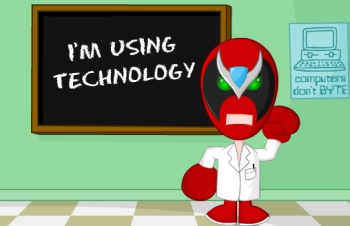 I'M USING
TECHNOLOGY
computers
don't BYTE